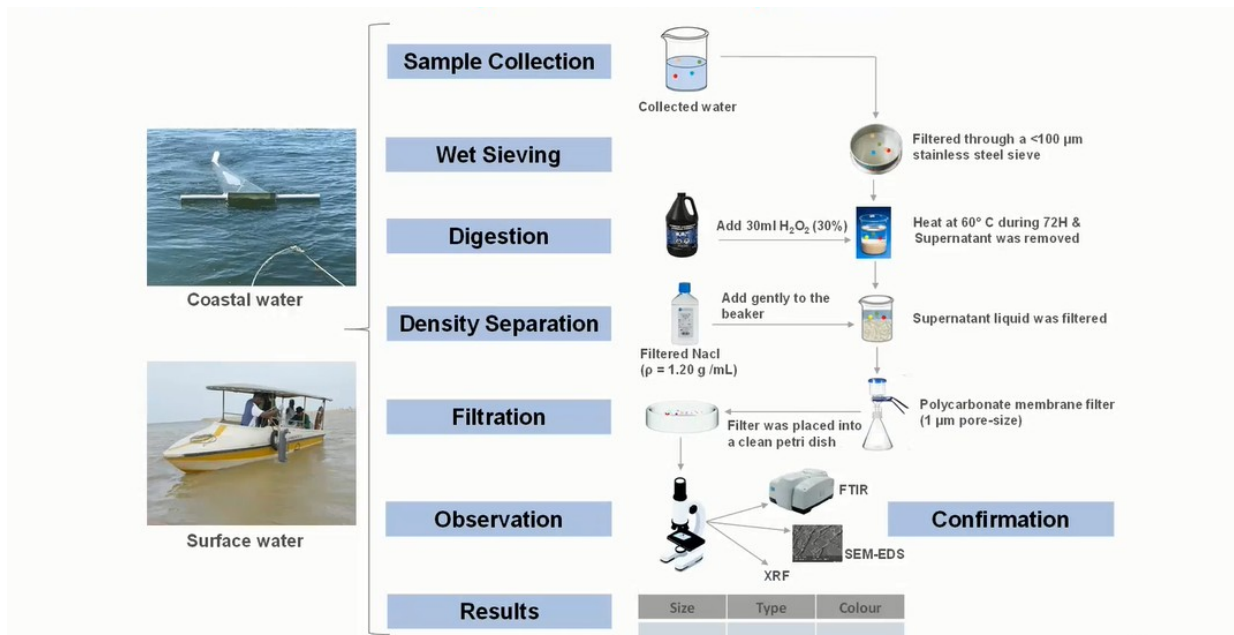 Sample Collection
Collected water
Wet Sieving
Filtered through a <100 µm
stainless steel sieve
Digestion
Add 30ml H₂O₂ (30%)
Heat at 60° C during 72H &
Supernatant was removed
Coastal water
Density Separation
Add gently to the
beaker
Supernatant liquid was filtered
Filtered Nacl
(ρ = 1.20 g /mL)
Filtration
Filter was placed into
a clean petri dish
Polycarbonate membrane filter
(1 µm pore-size)
Surface water
Observation
FTIR
SEM-EDS
XRF
Confirmation
Results
Size Type Colour